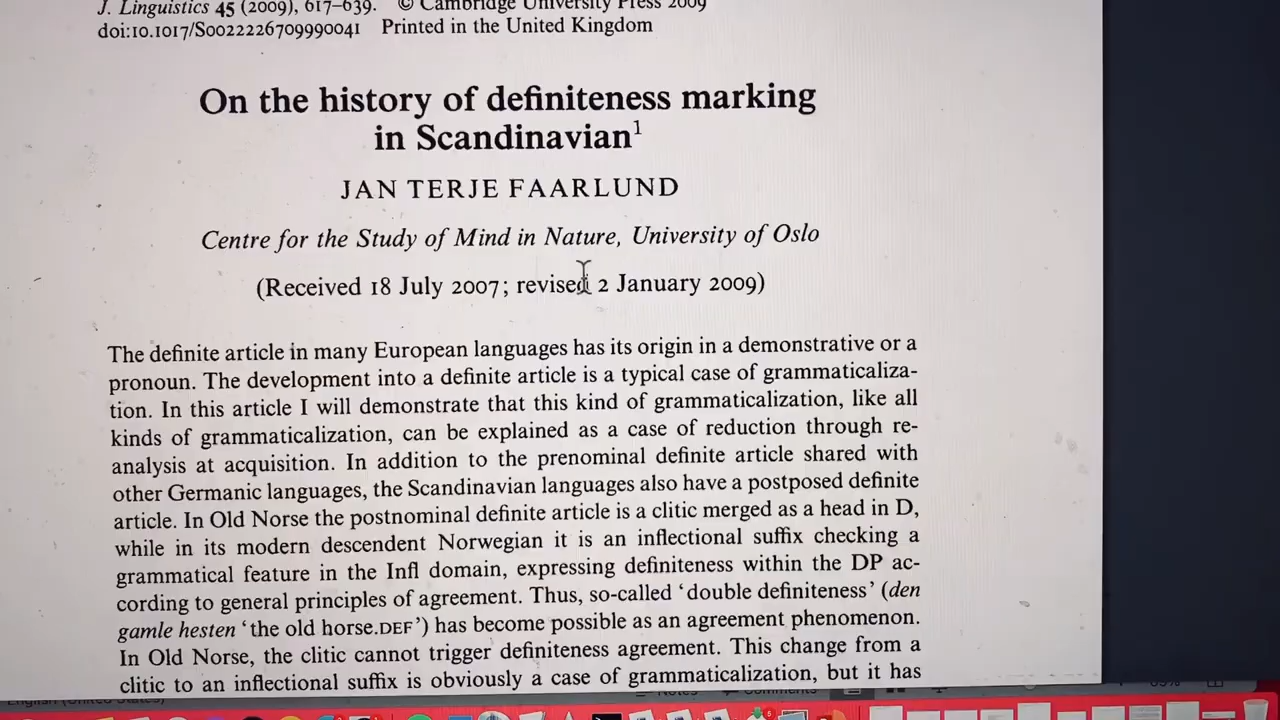 J. Linguistics 45 (2009), 617–639. © Cambridge University Press 2009
doi:10.1017/S0022226709990041 Printed in the United Kingdom
On the history of definiteness marking
in Scandinavian¹
JAN TERJE FAARLUND
Centre for the Study of Mind in Nature, University of Oslo
(Received 18 July 2007; revised 2 January 2009)
The definite article in many European languages has its origin in a demonstrative or a
pronoun. The development into a definite article is a typical case of grammaticaliza-
tion. In this article I will demonstrate that this kind of grammaticalization, like all
kinds of grammaticalization, can be explained as a case of reduction through re-
analysis at acquisition. In addition to the prenominal definite article shared with
other Germanic languages, the Scandinavian languages also have a postposed definite
article. In Old Norse the postnominal definite article is a clitic merged as a head in D,
while in its modern descendent Norwegian it is an inflectional suffix checking a
grammatical feature in the Infl domain, expressing definiteness within the DP ac-
cording to general principles of agreement. Thus, so-called ‘double definiteness’ (den
gamle hesten ‘the old horse.DEF’) has become possible as an agreement phenomenon.
In Old Norse, the clitic cannot trigger definiteness agreement. This change from a
clitic to an inflectional suffix is obviously a case of grammaticalization, but it has
English (United States)
Notes
Comments